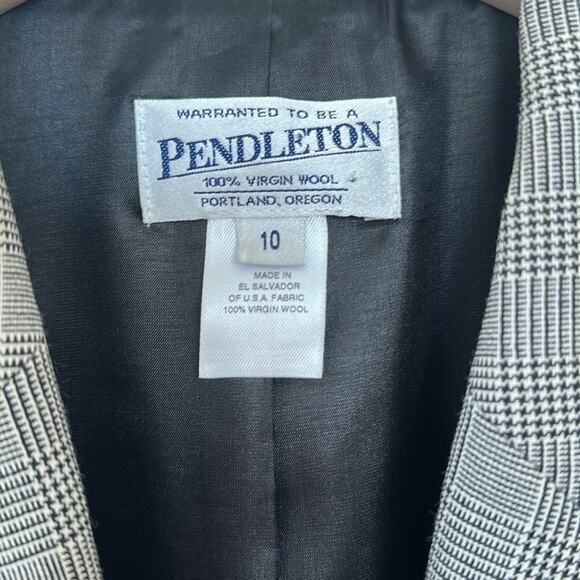 WARRANTED TO BE A
PENDLETON
100% VIRGIN WOOL
PORTLAND, OREGON
10
MADE IN
EL SALVADOR
OF U.S.A. FABRIC
100% VIRGIN WOOL